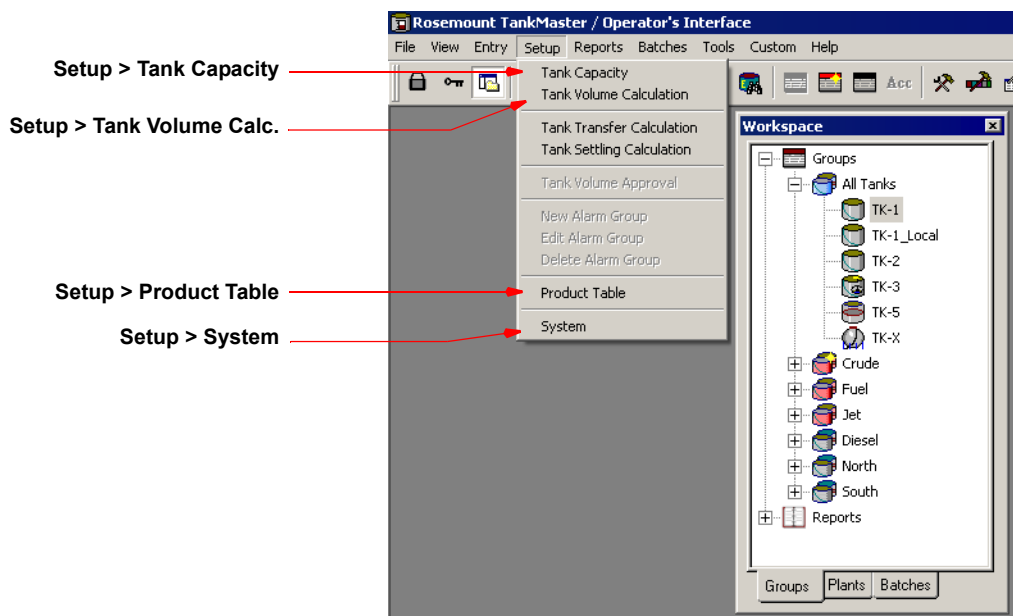 Rosemount TankMaster / Operator's Interface
File View Entry Setup Reports Batches Tools Custom Help
Setup > Tank Capacity
Setup > Tank Volume Calc.
Setup > Product Table
Setup > System
Tank Capacity
Tank Volume Calculation
Tank Transfer Calculation
Tank Settling Calculation
Tank Volume Approval
New Alarm Group
Edit Alarm Group
Delete Alarm Group
Product Table
System
Acc
Workspace
Groups
All Tanks
TK-1
TK-1_Local
TK-2
TK-3
TK-5
TK-X
Crude
Fuel
Jet
Diesel
North
South
Reports
Groups Plants Batches